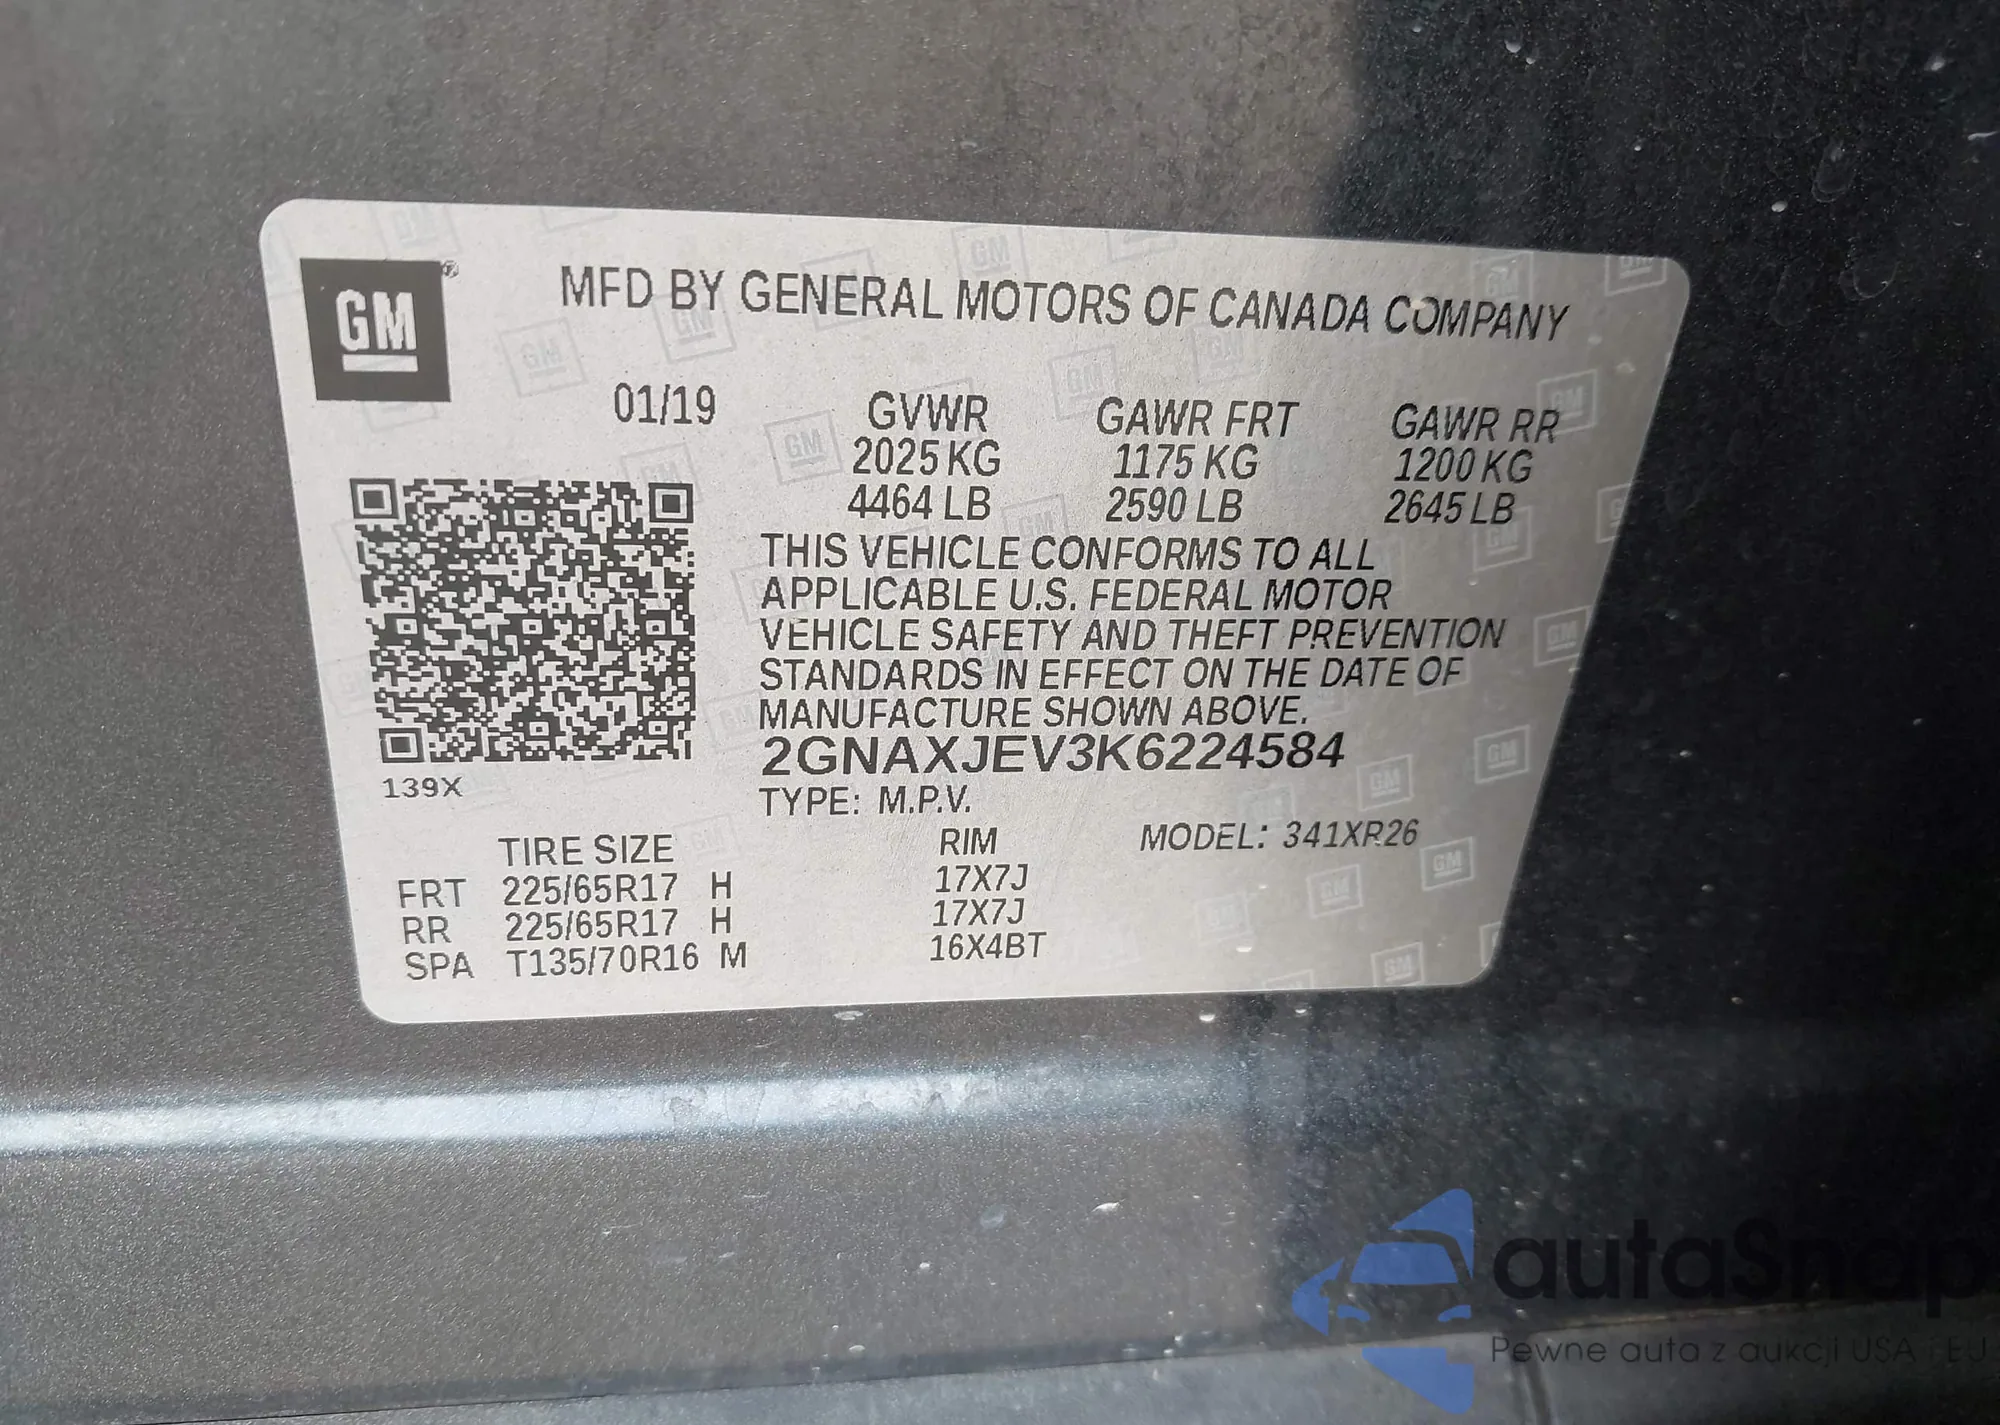 GM®
MFD BY GENERAL MOTORS OF CANADA COMPANY
01/19
GVWR GAWR FRT GAWR RR
2025 KG 1175 KG 1200 KG
4464 LB 2590 LB 2645 LB
THIS VEHICLE CONFORMS TO ALL
APPLICABLE U.S. FEDERAL MOTOR
VEHICLE SAFETY AND THEFT PREVENTION
STANDARDS IN EFFECT ON THE DATE OF
MANUFACTURE SHOWN ABOVE.
2GNAXJEV3K6224584
139X
TYPE: M.P.V.
TIRE SIZE RIM MODEL: 341XR26
FRT 225/65R17 H 17X7J
RR 225/65R17 H 17X7J
SPA T135/70R16 M 16X4BT
autaSnap
Pewne auta z aukcji USA i EU